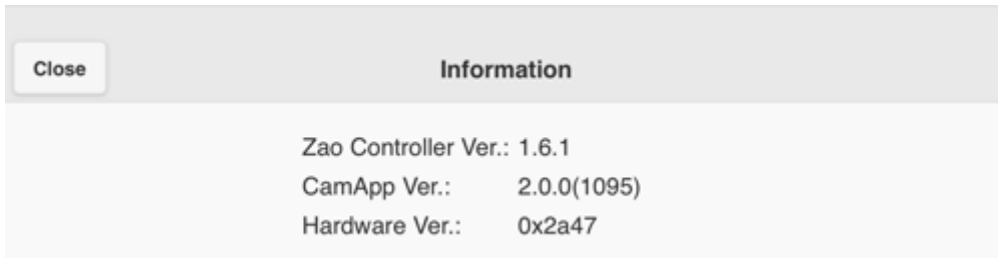 Close
Information
Zao Controller Ver.: 1.6.1
CamApp Ver.: 2.0.0(1095)
Hardware Ver.: 0x2a47